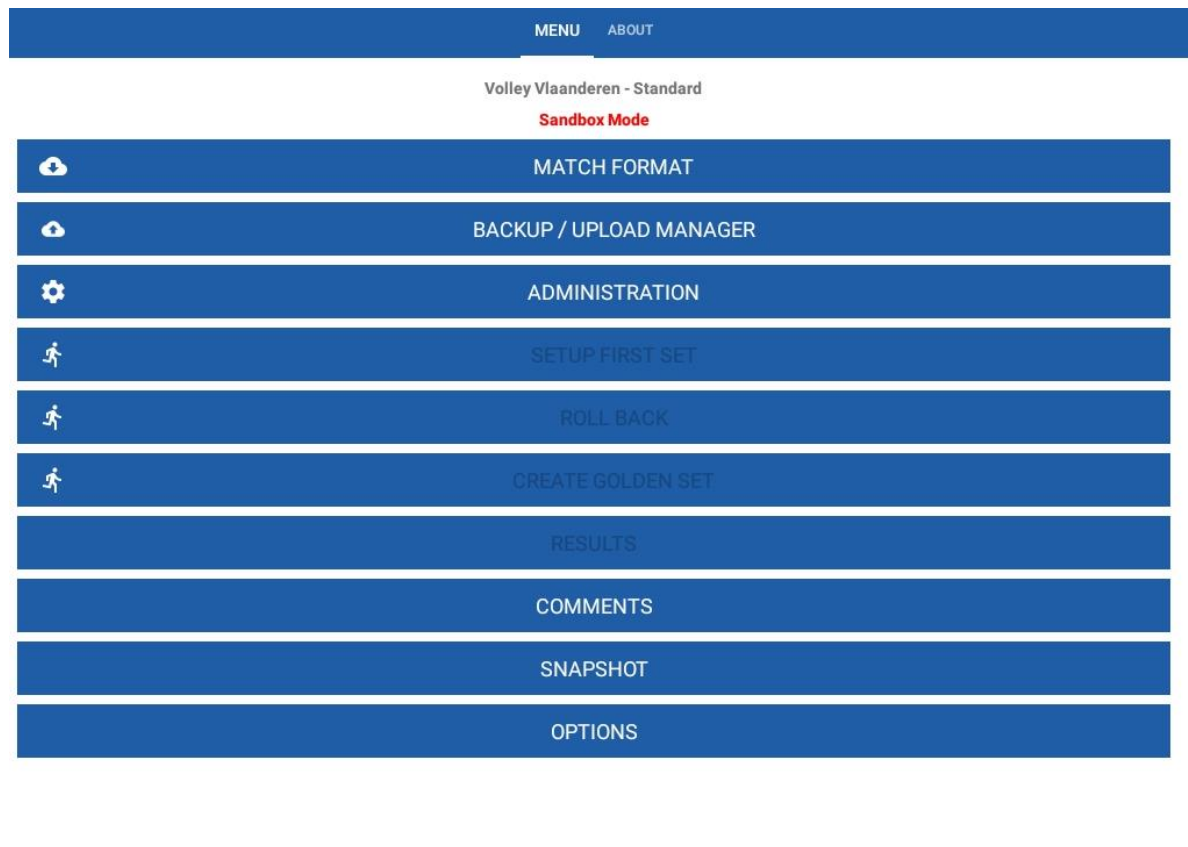 MENU ABOUT
Volley Vlaanderen - Standard
Sandbox Mode
MATCH FORMAT
BACKUP / UPLOAD MANAGER
ADMINISTRATION
SETUP FIRST SET
ROLL BACK
CREATE GOLDEN SET
RESULTS
COMMENTS
SNAPSHOT
OPTIONS